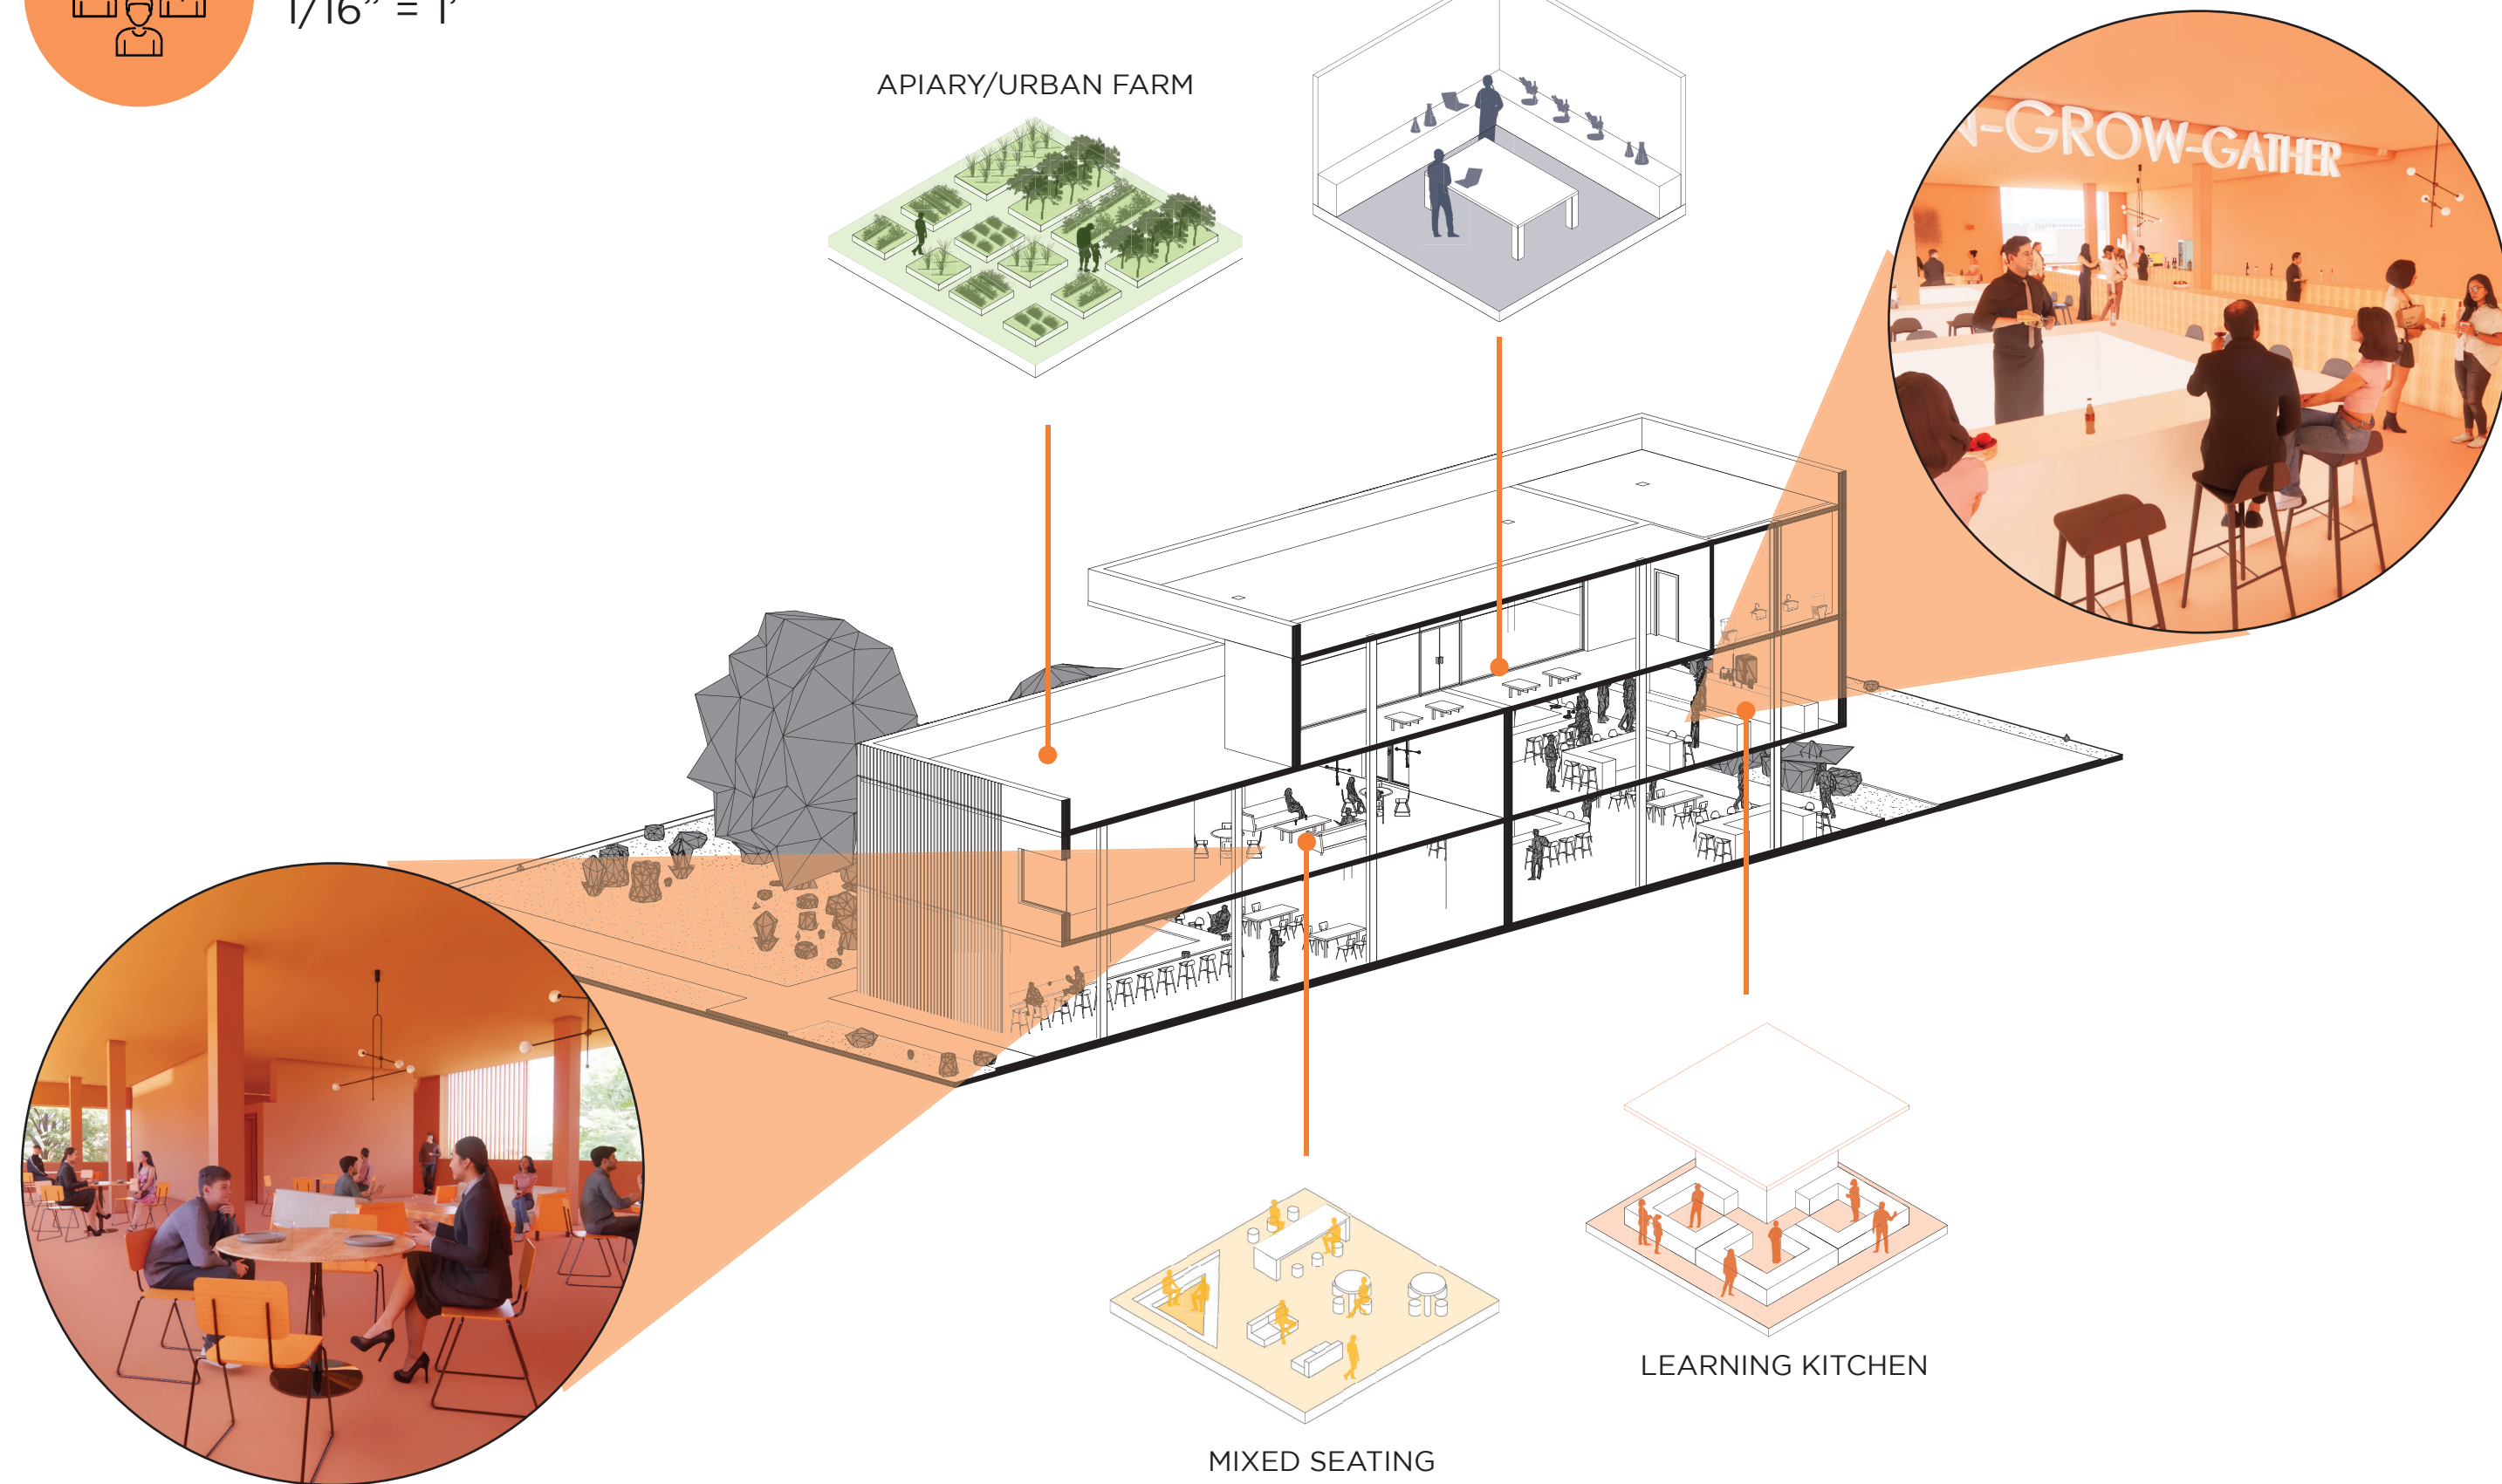 1/16” = 1’
APIARY/URBAN FARM
-GROW-GATHER
MIXED SEATING
LEARNING KITCHEN